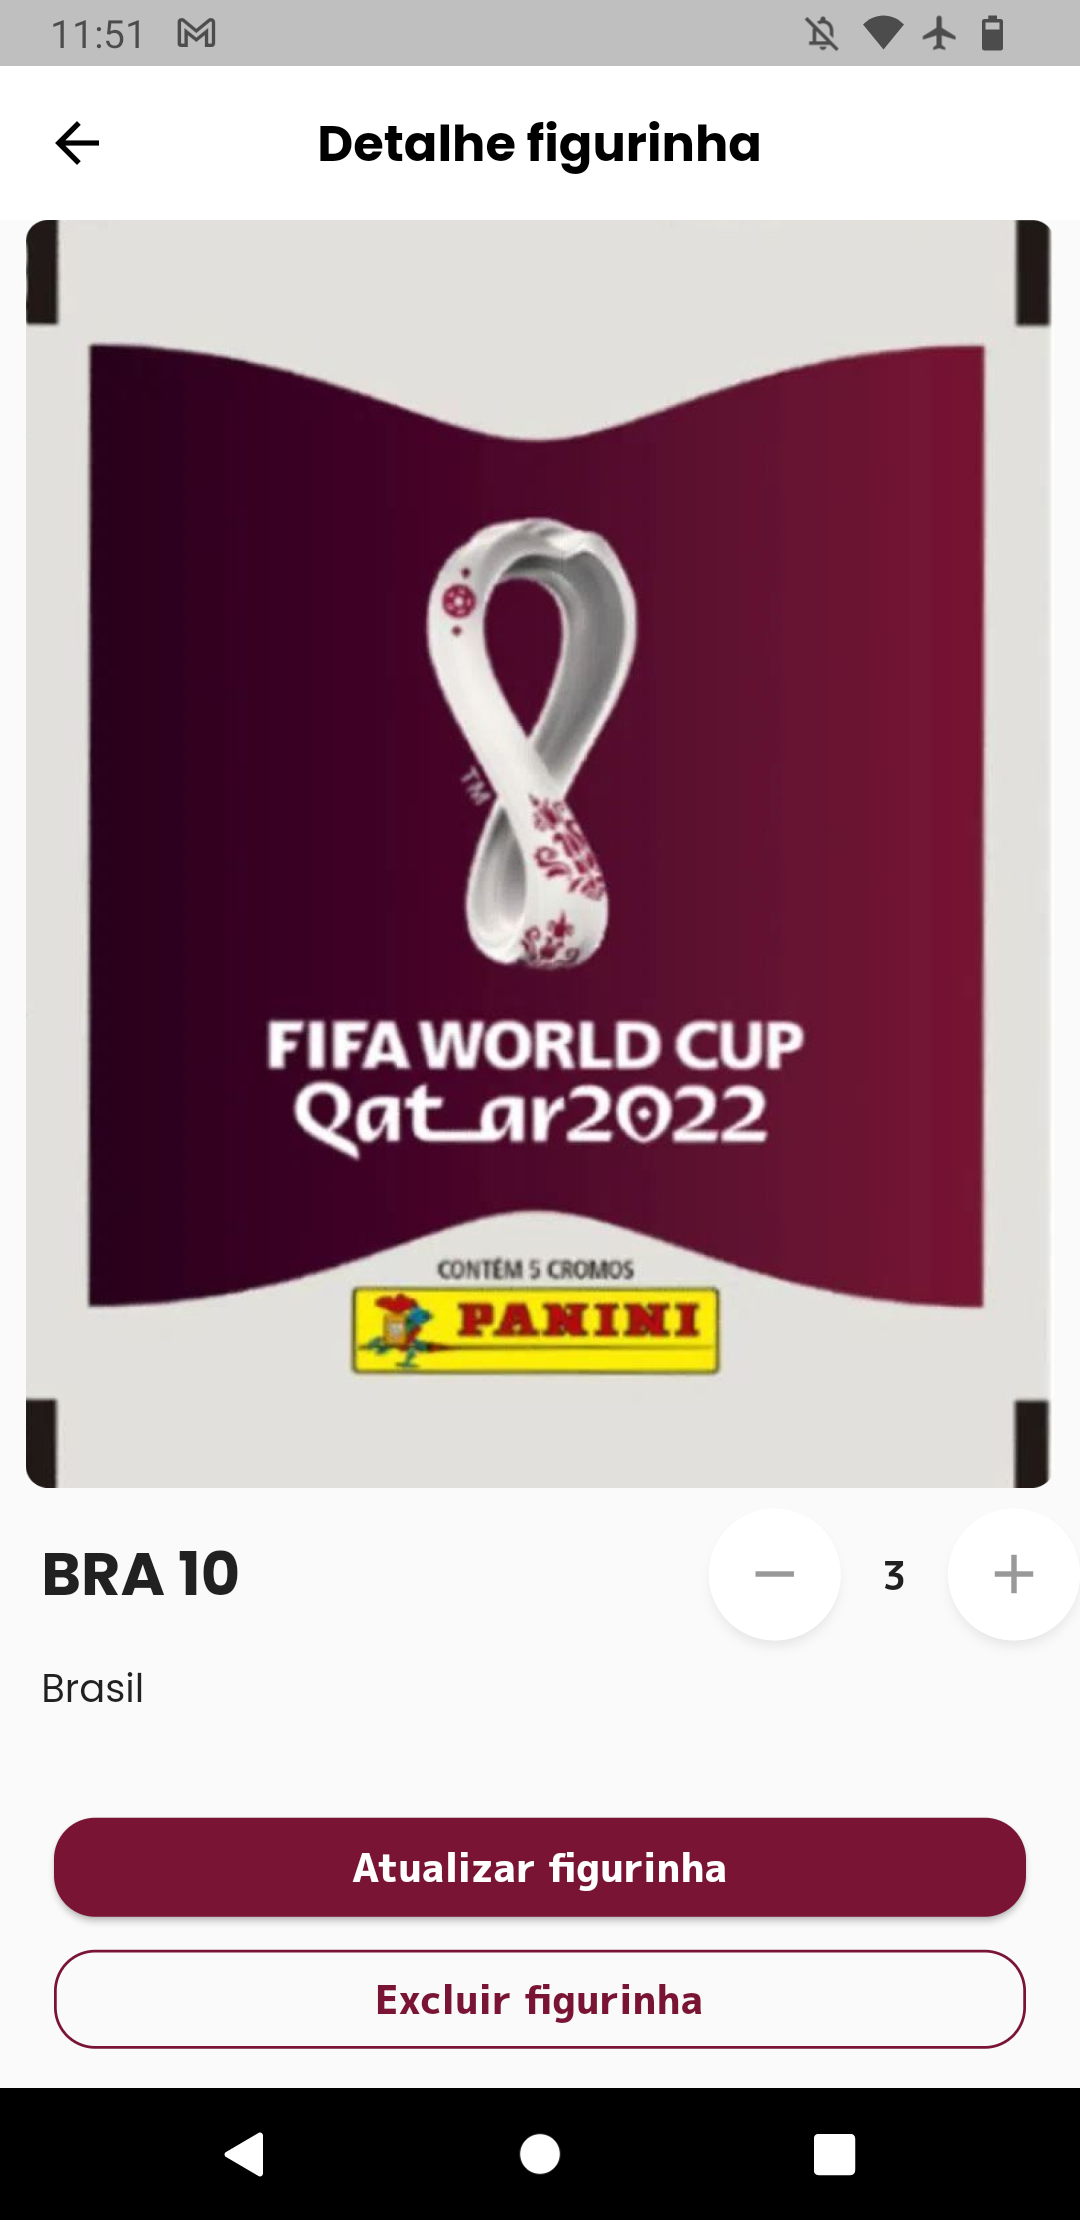 11:51
Detalhe figurinha
TM
FIFA WORLD CUP
Qatar2022
CONTÉM 5 CROMOS
PANINI
BRA 10
3
Brasil
Atualizar figurinha
Excluir figurinha